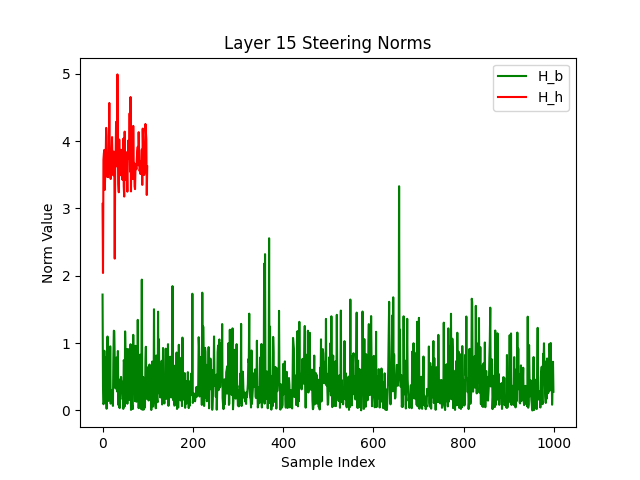 Layer 15 Steering Norms
H_b
H_h
Norm Value
5
4
3
2
1
0
0 200 400 600 800 1000
Sample Index